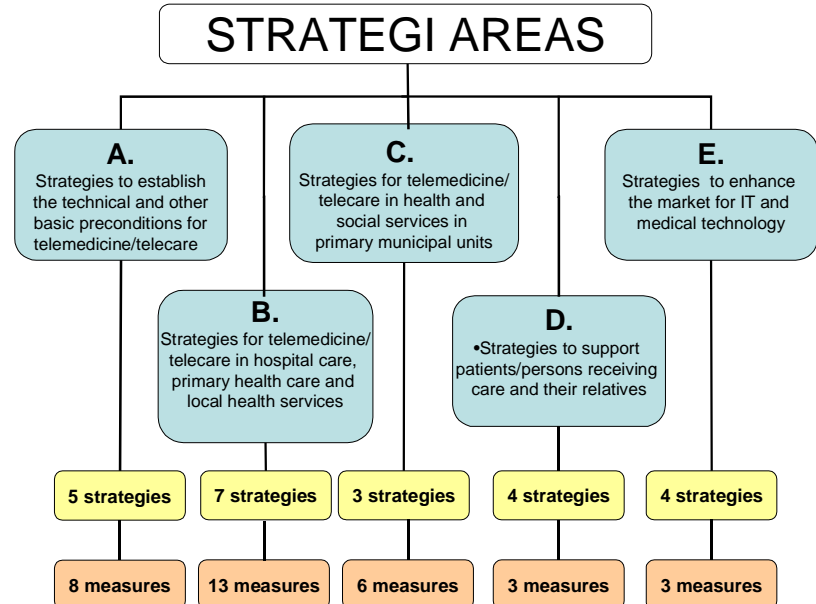 STRATEGI AREAS
A.
Strategies to establish
the technical and other
basic preconditions for
telemedicine/telecare
B.
Strategies for telemedicine/
telecare in hospital care,
primary health care and
local health services
C.
Strategies for telemedicine/
telecare in health and
social services in
primary municipal units
D.
•Strategies to support
patients/persons receiving
care and their relatives
E.
Strategies to enhance
the market for IT and
medical technology
5 strategies
7 strategies
3 strategies
4 strategies
4 strategies
8 measures
13 measures
6 measures
3 measures
3 measures